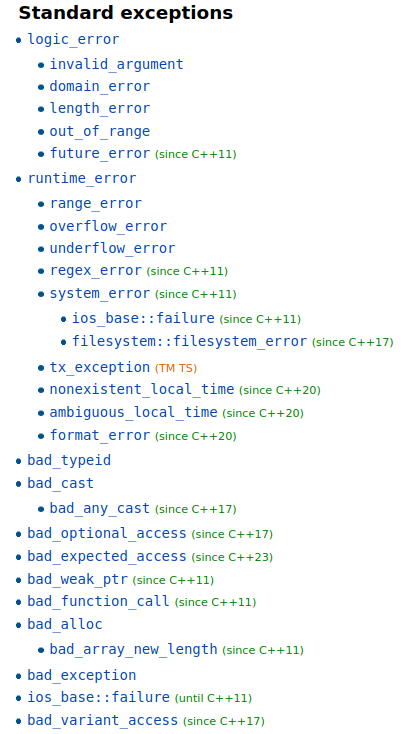 Standard exceptions
logic_error
invalid_argument
domain_error
length_error
out_of_range
future_error (since C++11)
runtime_error
range_error
overflow_error
underflow_error
regex_error (since C++11)
system_error (since C++11)
ios_base::failure (since C++11)
filesystem::filesystem_error (since C++17)
tx_exception (TM TS)
nonexistent_local_time (since C++20)
ambiguous_local_time (since C++20)
format_error (since C++20)
bad_typeid
bad_cast
bad_any_cast (since C++17)
bad_optional_access (since C++17)
bad_expected_access (since C++23)
bad_weak_ptr (since C++11)
bad_function_call (since C++11)
bad_alloc
bad_array_new_length (since C++11)
bad_exception
ios_base::failure (until C++11)
bad_variant_access (since C++17)